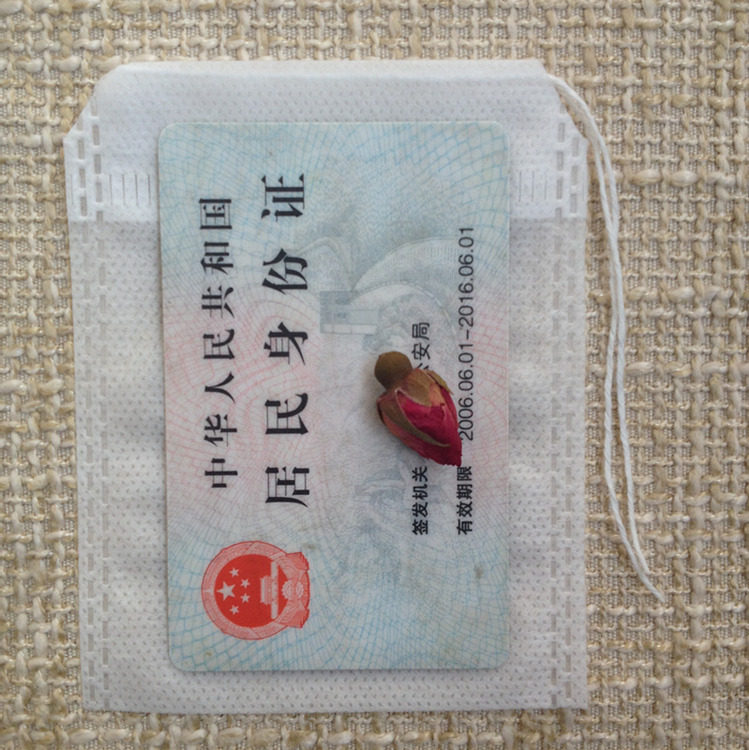 中华人民共和国
居民身份证
签发机关 安局
有效期限 2006.06.01-2016.06.01